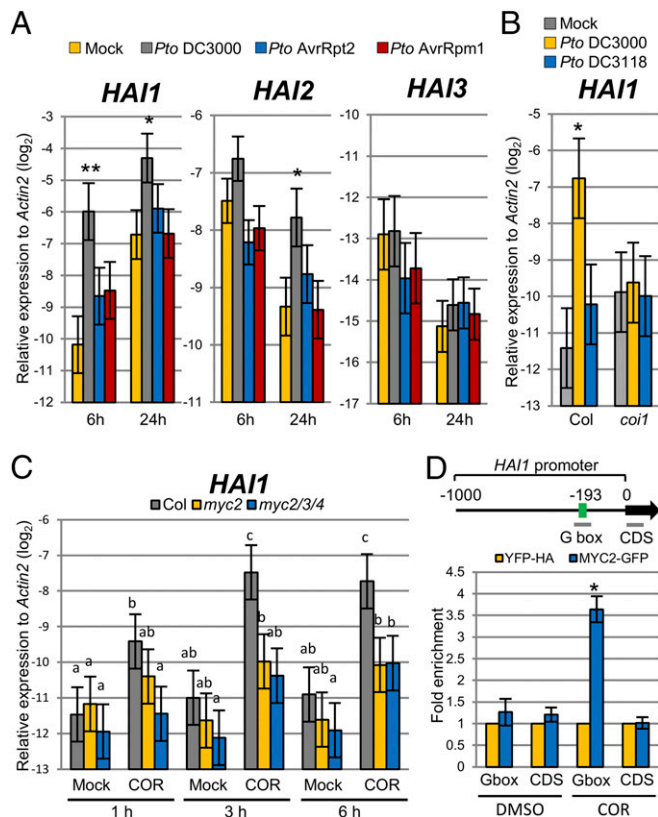 A
Mock Pto DC3000 Pto AvrRpt2 Pto AvrRpm1
HAI1 HAI2 HAI3
Relative expression to Actin2 (log2)
-3
-4
-5
-6
-7
-8
-9
-10
-11
-12
** *
6h 24h
-6
-7
-8
-9
-10
-11
*
6h 24h
-10
-11
-12
-13
-14
-15
-16
-17
6h 24h
B
Mock
Pto DC3000
Pto DC3118
HAI1
Relative expression to Actin2 (log2)
-5
-6
-7
-8
-9
-10
-11
-12
-13
*
Col coi1
C
HAI1
Col myc2 myc2/3/4
Relative expression to Actin2 (log2)
-6
-7
-8
-9
-10
-11
-12
-13
a a a b ab a ab ab a c b ab ab ab a c b b
Mock COR Mock COR Mock COR
1 h 3 h 6 h
D
HAI1 promoter
-1000 -193 0
G box CDS
YFP-HA MYC2-GFP
Fold enrichment
4.5
4
3.5
3
2.5
2
1.5
1
0
*
Gbox CDS Gbox CDS
DMSO COR